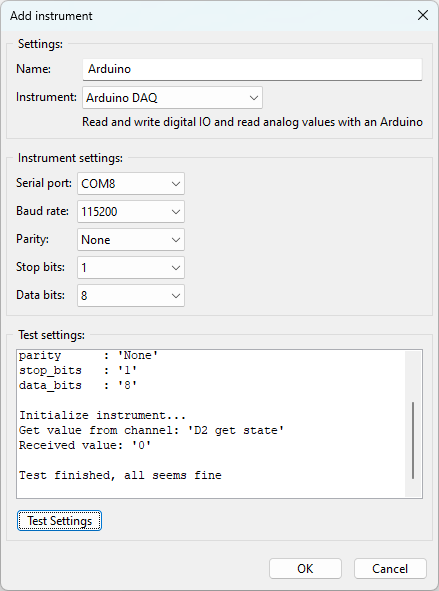 Add instrument
Settings:
Name: Arduino
Instrument: Arduino DAQ
Read and write digital IO and read analog values with an Arduino
Instrument settings:
Serial port: COM8
Baud rate: 115200
Parity: None
Stop bits: 1
Data bits: 8
Test settings:
parity : 'None'
stop_bits : '1'
data_bits : '8'
Initialize instrument...
Get value from channel: 'D2 get state'
Received value: '0'
Test finished, all seems fine
Test Settings
OK Cancel